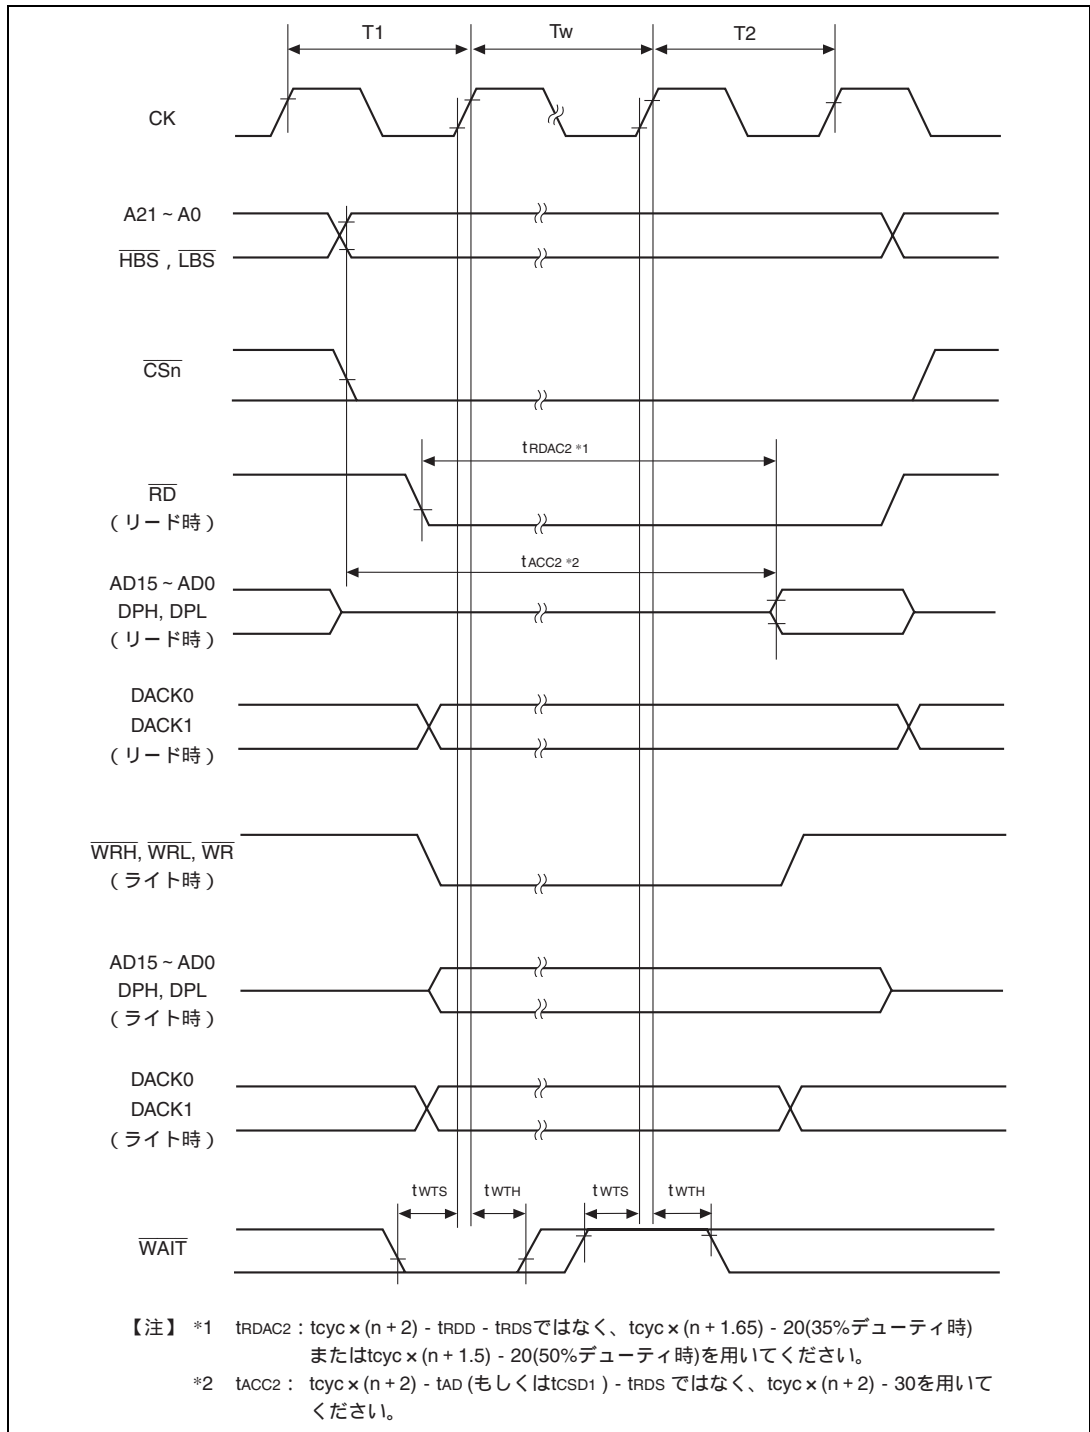 T1 Tw T2
CK
A21 ~ A0
HBS , LBS
CSn
tRDAC2 *1
RD
( リード時 )
tACC2 *2
AD15 ~ AD0
DPH, DPL
( リード時 )
DACK0
DACK1
( リード時 )
WRH, WRL, WR
( ライト時 )
AD15 ~ AD0
DPH, DPL
( ライト時 )
DACK0
DACK1
( ライト時 )
tWTS tWTH tWTS tWTH
WAIT
【注】 *1 tRDAC2 : tcyc × (n + 2) - tRDD - tRDSではなく、tcyc × (n + 1.65) - 20(35%デューティ時)
またはtcyc × (n + 1.5) - 20(50%デューティ時)を用いてください。
*2 tACC2 : tcyc × (n + 2) - tAD (もしくはtCSD1 ) - tRDS ではなく、tcyc × (n + 2) - 30を用いて
ください。